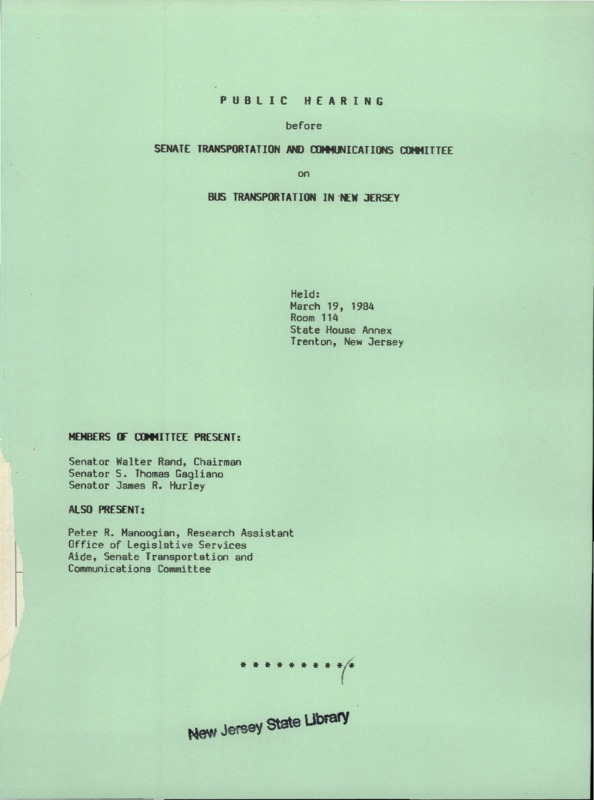 PUBLIC HEARING
before
SENATE TRANSPORTATION AND COMMUNICATIONS COMMITTEE
on
BUS TRANSPORTATION IN NEW JERSEY
Held:
March 19, 1984
Room 114
State House Annex
Trenton, New Jersey
MEMBERS OF COMMITTEE PRESENT:
Senator Walter Rand, Chairman
Senator S. Thomas Gagliano
Senator James R. Hurley
ALSO PRESENT:
Peter R. Manoogian, Research Assistant
Office of Legislative Services
Aide, Senate Transportation and
Communications Committee
* * * * * * * * * *
New Jersey State Library